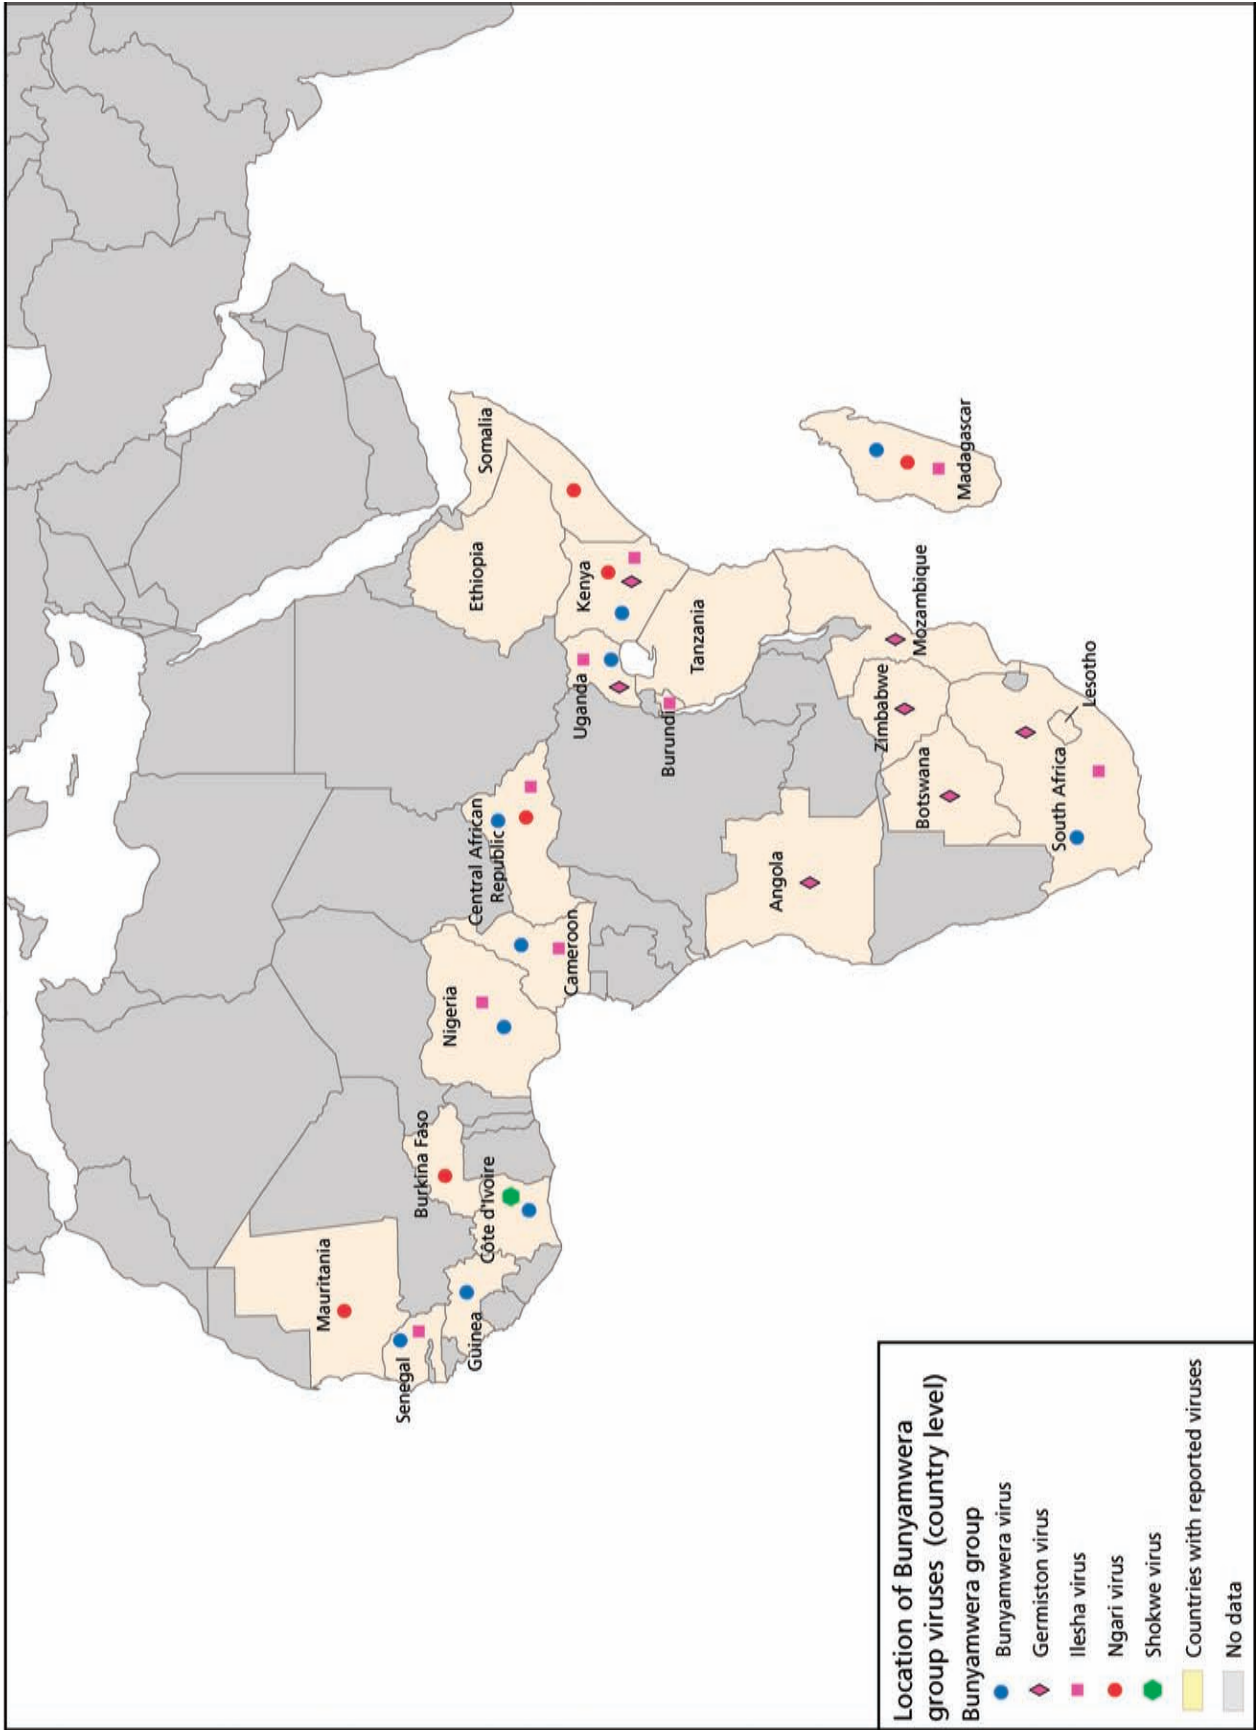 Mauritania
Senegal
Guinea
Burkina Faso
Côte d'Ivoire
Nigeria
Cameroon
Central African
Republic
Ethiopia
Somalia
Uganda
Kenya
Burundi
Tanzania
Angola
Zimbabwe
Mozambique
Botswana
South Africa
Lesotho
Madagascar
Location of Bunyamwera
group viruses (country level)
Bunyamwera group
Bunyamwera virus
Germiston virus
Ilesha virus
Ngari virus
Shokwe virus
Countries with reported viruses
No data